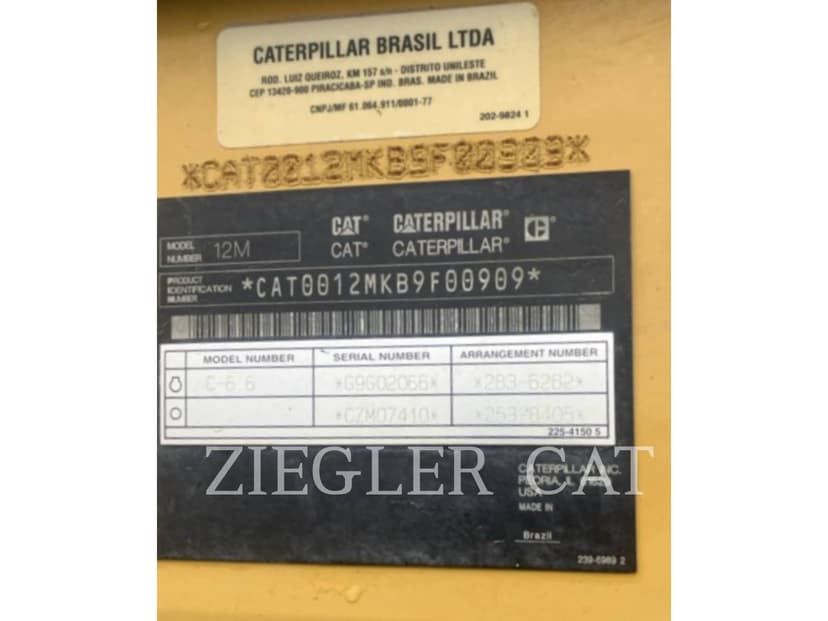 CATERPILLAR BRASIL LTDA
ROD. LUIZ QUEIROZ, KM 157 s/n - DISTRITO UNILESTE
CEP 13420-900 PIRACICABA-SP IND. BRAS. MADE IN BRAZIL
CNPJ/MF 61.064.911/0001-77
202-9824 1
*CAT0012MKB9F00909*
CAT® CATERPILLAR®
MODEL NUMBER 12M
CAT® CATERPILLAR®
PRODUCT IDENTIFICATION NUMBER *CAT0012MKB9F00909*
MODEL NUMBER SERIAL NUMBER ARRANGEMENT NUMBER
C-6.6 *G9G02066* *283-6282*
*CZM07410*
225-4150 5
ZIEGLER CAT
CATERPILLAR INC.
PEORIA, IL
USA
MADE IN
Brazil
239-6989 2